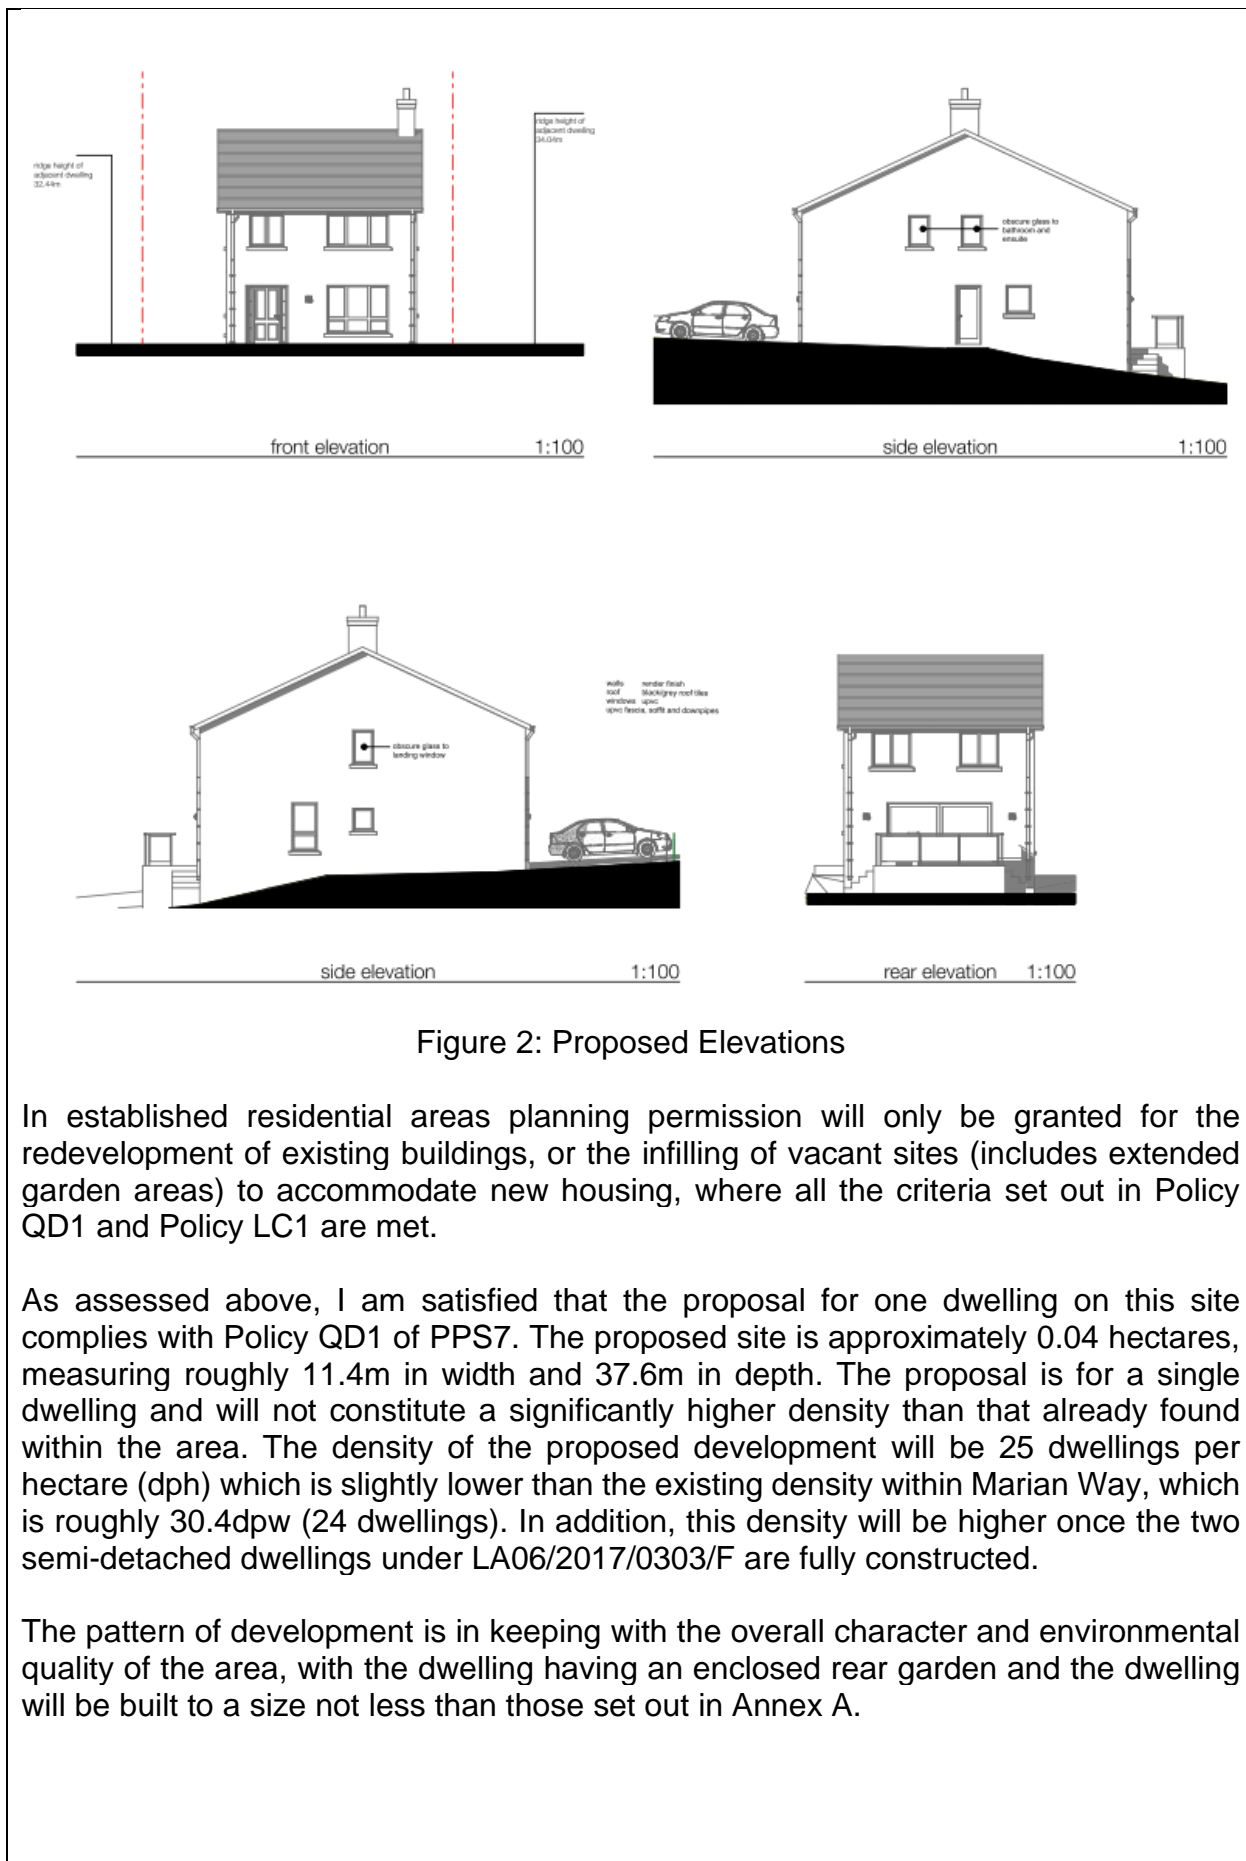 ridge height of
adjacent dwelling
32.44m
ridge height of
adjacent dwelling
34.04m
obscure glass to
bathroom and
ensuite
front elevation 1:100
side elevation 1:100
obscure glass to
landing window
walls render finish
roof black/grey roof tiles
windows upvc
upvc fascia, soffit and downpipes
side elevation 1:100
rear elevation 1:100
Figure 2: Proposed Elevations
In established residential areas planning permission will only be granted for the
redevelopment of existing buildings, or the infilling of vacant sites (includes extended
garden areas) to accommodate new housing, where all the criteria set out in Policy
QD1 and Policy LC1 are met.
As assessed above, I am satisfied that the proposal for one dwelling on this site
complies with Policy QD1 of PPS7. The proposed site is approximately 0.04 hectares,
measuring roughly 11.4m in width and 37.6m in depth. The proposal is for a single
dwelling and will not constitute a significantly higher density than that already found
within the area. The density of the proposed development will be 25 dwellings per
hectare (dph) which is slightly lower than the existing density within Marian Way, which
is roughly 30.4dpw (24 dwellings). In addition, this density will be higher once the two
semi-detached dwellings under LA06/2017/0303/F are fully constructed.
The pattern of development is in keeping with the overall character and environmental
quality of the area, with the dwelling having an enclosed rear garden and the dwelling
will be built to a size not less than those set out in Annex A.